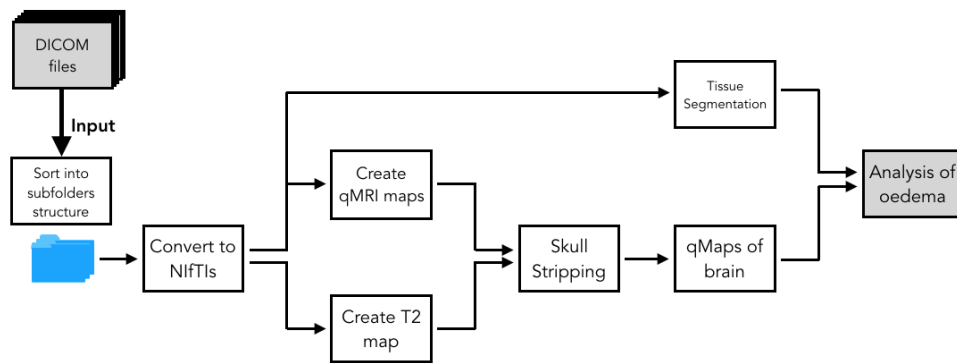 DICOM
files
Input
Sort into
subfolders
structure
Convert to
NIfTIs
Create
qMRI maps
Create T2
map
Skull
Stripping
Tissue
Segmentation
qMaps of
brain
Analysis of
oedema